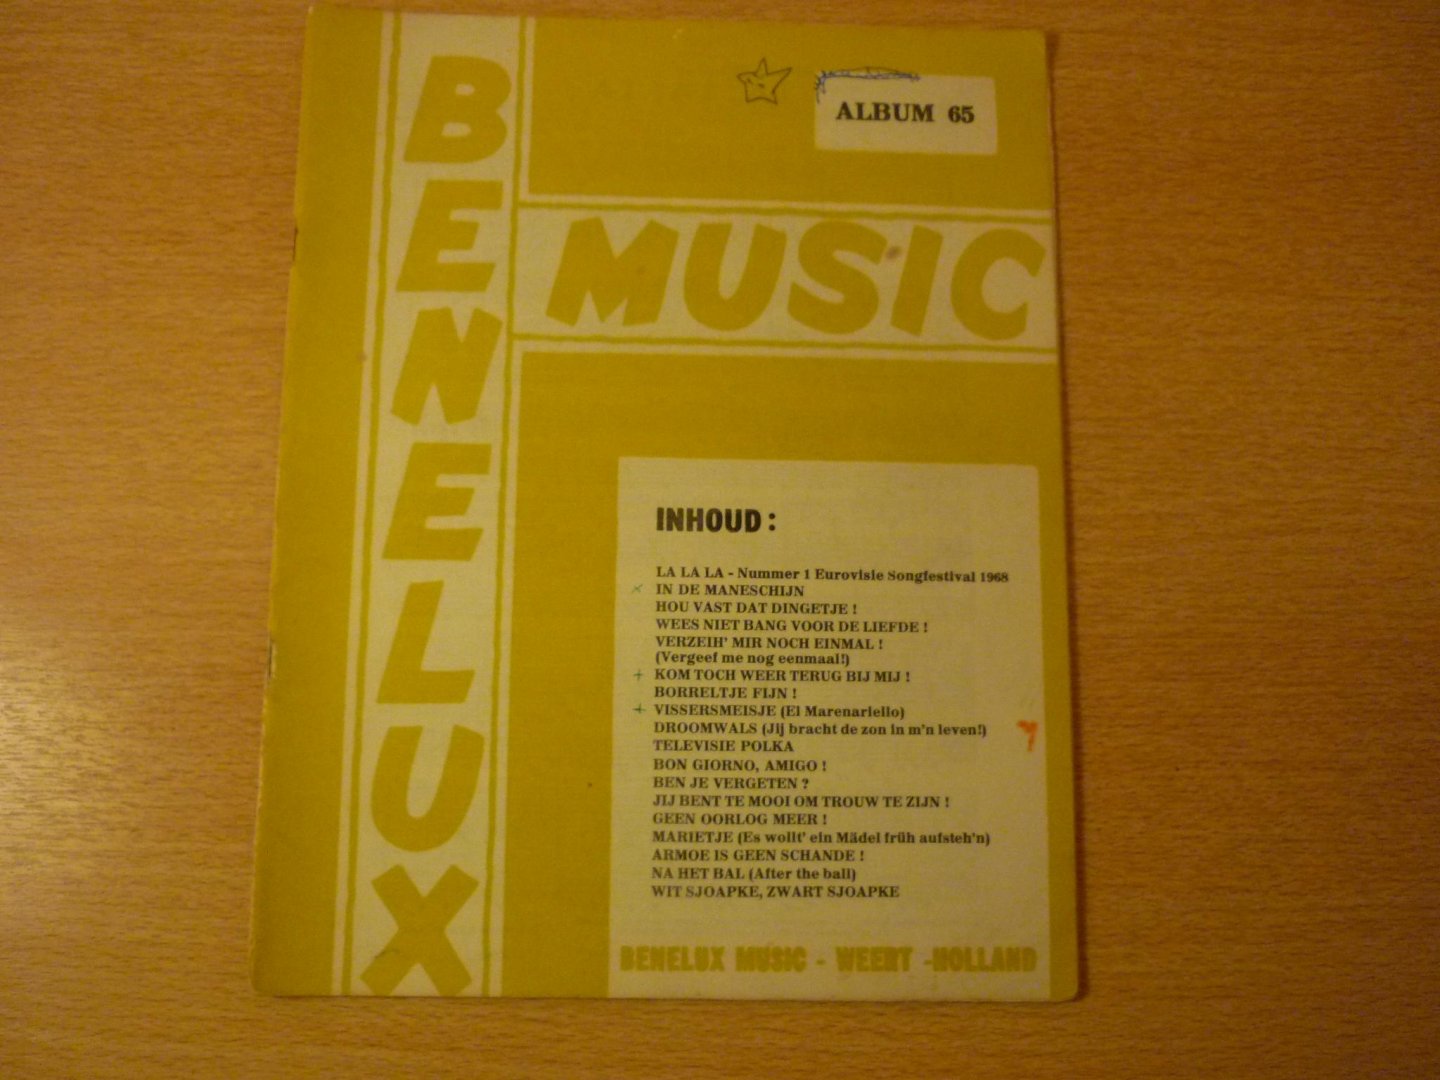 BENELUX
ALBUM 65
MUSIC
INHOUD :
LA LA LA - Nummer 1 Eurovisie Songfestival 1968
IN DE MANESCHIJN
HOU VAST DAT DINGETJE !
WEES NIET BANG VOOR DE LIEFDE !
VERZEIH' MIR NOCH EINMAL !
(Vergeef me nog eenmaal!)
+ KOM TOCH WEER TERUG BIJ MIJ !
BORRELTJE FIJN !
+ VISSERSMEISJE (El Marenariello)
DROOMWALS (Jij bracht de zon in m'n leven!)
TELEVISIE POLKA
BON GIORNO, AMIGO !
BEN JE VERGETEN ?
JIJ BENT TE MOOI OM TROUW TE ZIJN !
GEEN OORLOG MEER !
MARIETJE (Es wollt' ein Mädel früh aufsteh'n)
ARMOE IS GEEN SCHANDE !
NA HET BAL (After the ball)
WIT SJOAPKE, ZWART SJOAPKE
BENELUX MUSIC - WEERT -HOLLAND